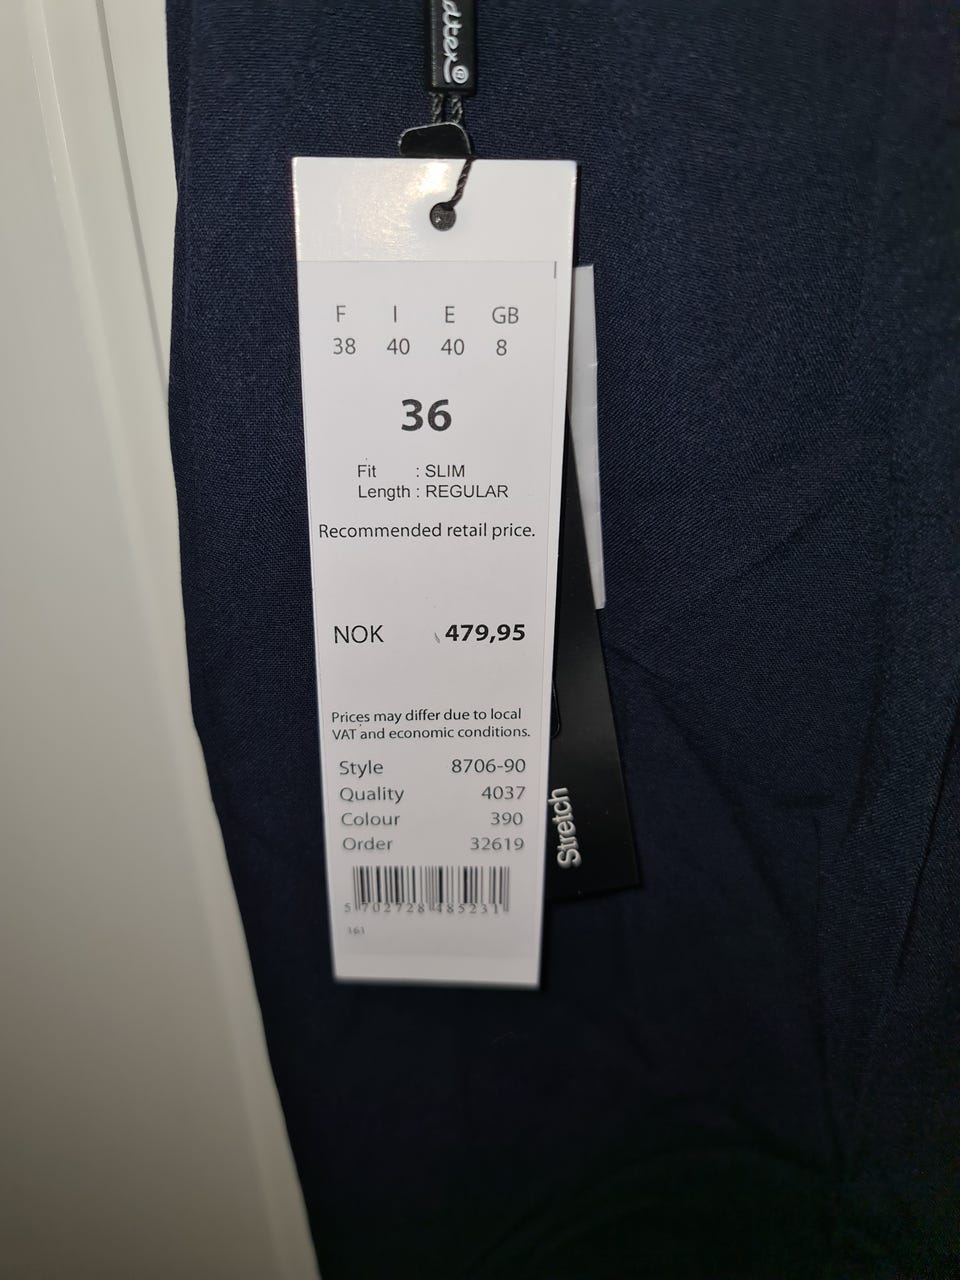 dtex®
F I E GB
38 40 40 8
36
Fit : SLIM
Length : REGULAR
Recommended retail price.
NOK 479,95
Prices may differ due to local
VAT and economic conditions.
Style 8706-90
Quality 4037
Colour 390
Order 32619
5 702728 485231
161
Stretch